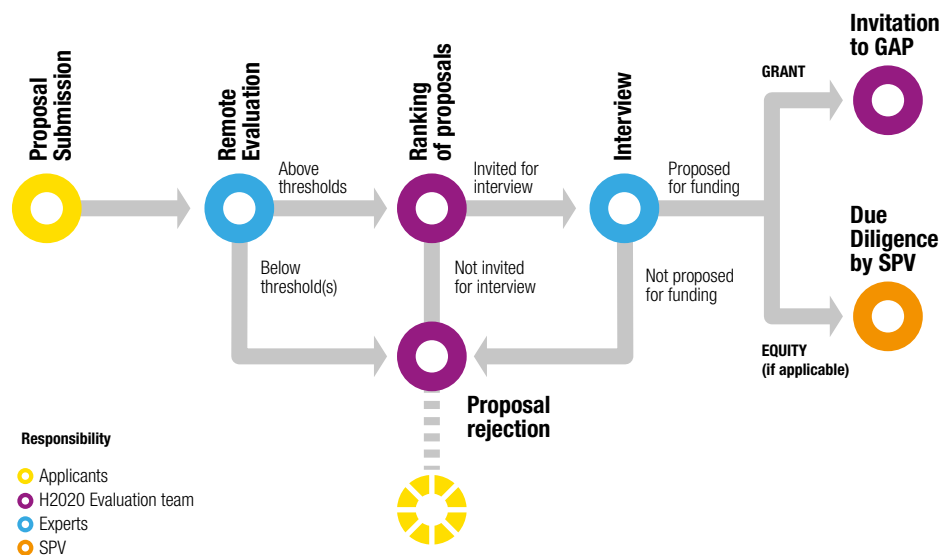 Invitation
to GAP
GRANT
Proposal
Submission
Remote
Evaluation
Ranking
of proposals
Interview
Above
thresholds
Invited for
interview
Proposed
for funding
Due
Diligence
by SPV
Below
threshold(s)
Not invited
for interview
Not proposed
for funding
EQUITY
(if applicable)
Proposal
rejection
Responsibility
Applicants
H2020 Evaluation team
Experts
SPV